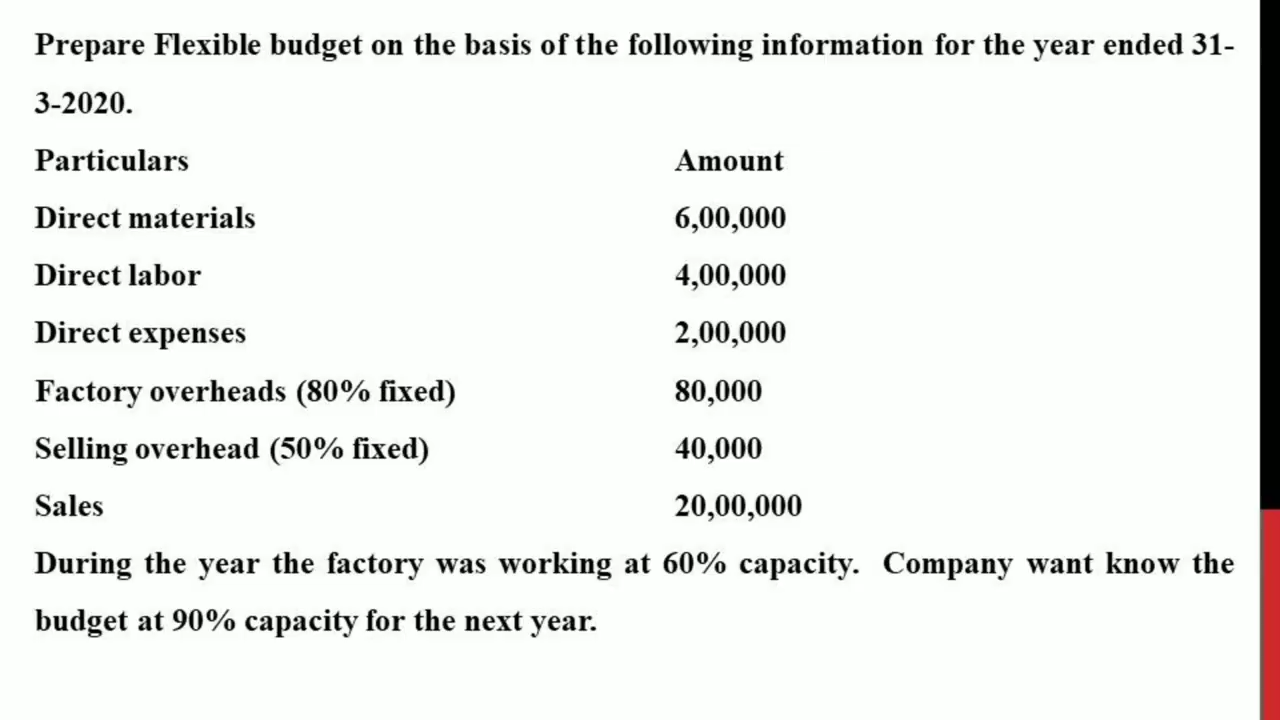 Prepare Flexible budget on the basis of the following information for the year ended 31-
3-2020.
Particulars Amount
Direct materials 6,00,000
Direct labor 4,00,000
Direct expenses 2,00,000
Factory overheads (80% fixed) 80,000
Selling overhead (50% fixed) 40,000
Sales 20,00,000
During the year the factory was working at 60% capacity. Company want know the
budget at 90% capacity for the next year.